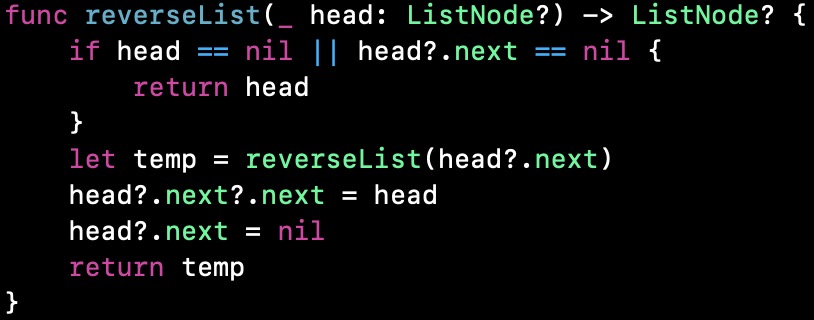 func reverseList(_ head: ListNode?) -> ListNode? {
    if head == nil || head?.next == nil {
        return head
    }
    let temp = reverseList(head?.next)
    head?.next?.next = head
    head?.next = nil
    return temp
}